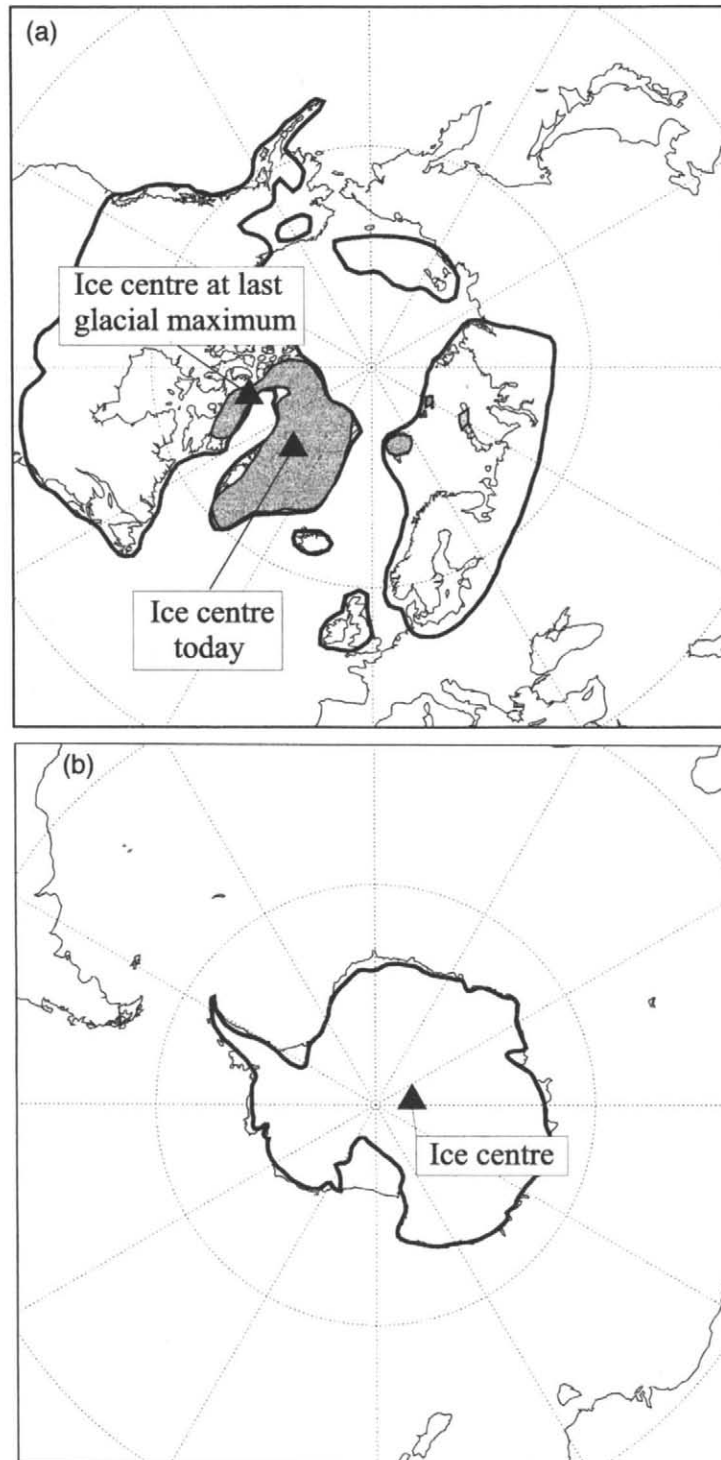 (a)
Ice centre at last
glacial maximum
Ice centre
today
(b)
Ice centre